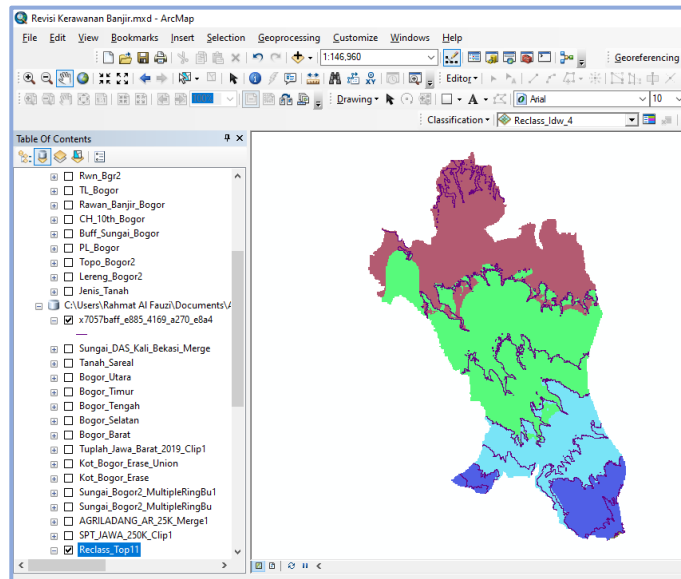 Revisi Kerawanan Banjir.mxd - ArcMap
File Edit View Bookmarks Insert Selection Geoprocessing Customize Windows Help
1:146,960 Georeferencing
Editor
Drawing A Arial 10
Classification Reclass_Idw_4
Table Of Contents
Rwn_Bgr2
TL_Bogor
Rawan_Banjir_Bogor
CH_10th_Bogor
Buff_Sungai_Bogor
PL_Bogor
Topo_Bogor2
Lereng_Bogor2
Jenis_Tanah
C:\Users\Rahmat Al Fauzi\Documents\A
x7057baff_e885_4169_a270_e8a4
Sungai_DAS_Kali_Bekasi_Merge
Tanah_Sareal
Bogor_Utara
Bogor_Timur
Bogor_Tengah
Bogor_Selatan
Bogor_Barat
Tuplah_Jawa_Barat_2019_Clip1
Kot_Bogor_Erase_Union
Kot_Bogor_Erase
Sungai_Bogor2_MultipleRingBu1
Sungai_Bogor2_MultipleRingBu
AGRILADANG_AR_25K_Merge1
SPT_JAWA_250K_Clip1
Reclass_Top11